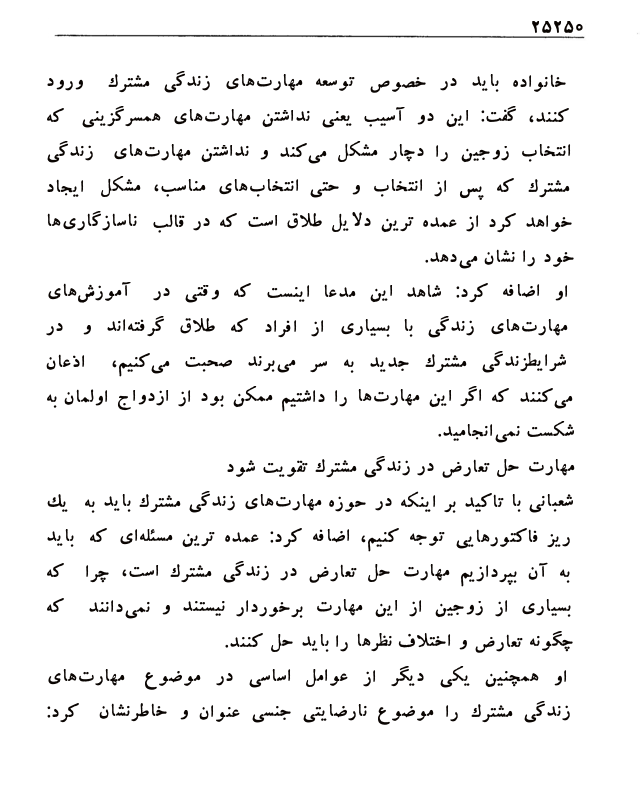 ۲۵۲۵۰
خانواده باید در خصوص توسعه مهارت‌های زندگی مشترك ورود
کنند، گفت: این دو آسیب یعنی نداشتن مهارت‌های همسرگزینی که
انتخاب زوجین را دچار مشکل می‌کند و نداشتن مهارت‌های زندگی
مشترك که پس از انتخاب و حتی انتخاب‌های مناسب، مشکل ایجاد
خواهد کرد از عمده ترین دلایل طلاق است که در قالب ناسازگاری‌ها
خود را نشان می‌دهد.
او اضافه کرد: شاهد این مدعا اینست که وقتی در آموزش‌های
مهارت‌های زندگی با بسیاری از افراد که طلاق گرفته‌اند و در
شرایطزندگی مشترك جدید به سر می‌برند صحبت می‌کنیم، اذعان
می‌کنند که اگر این مهارت‌ها را داشتیم ممکن بود از ازدواج اولمان به
شکست نمی‌انجامید.
مهارت حل تعارض در زندگی مشترك تقویت شود
شعبانی با تاکید بر اینکه در حوزه مهارت‌های زندگی مشترك باید به یك
ریز فاکتورهایی توجه کنیم، اضافه کرد: عمده ترین مسئله‌ای که باید
به آن بپردازیم مهارت حل تعارض در زندگی مشترك است، چرا که
بسیاری از زوجین از این مهارت برخوردار نیستند و نمی‌دانند که
چگونه تعارض و اختلاف نظرها را باید حل کنند.
او همچنین یکی دیگر از عوامل اساسی در موضوع مهارت‌های
زندگی مشترك را موضوع نارضایتی جنسی عنوان و خاطرنشان کرد: